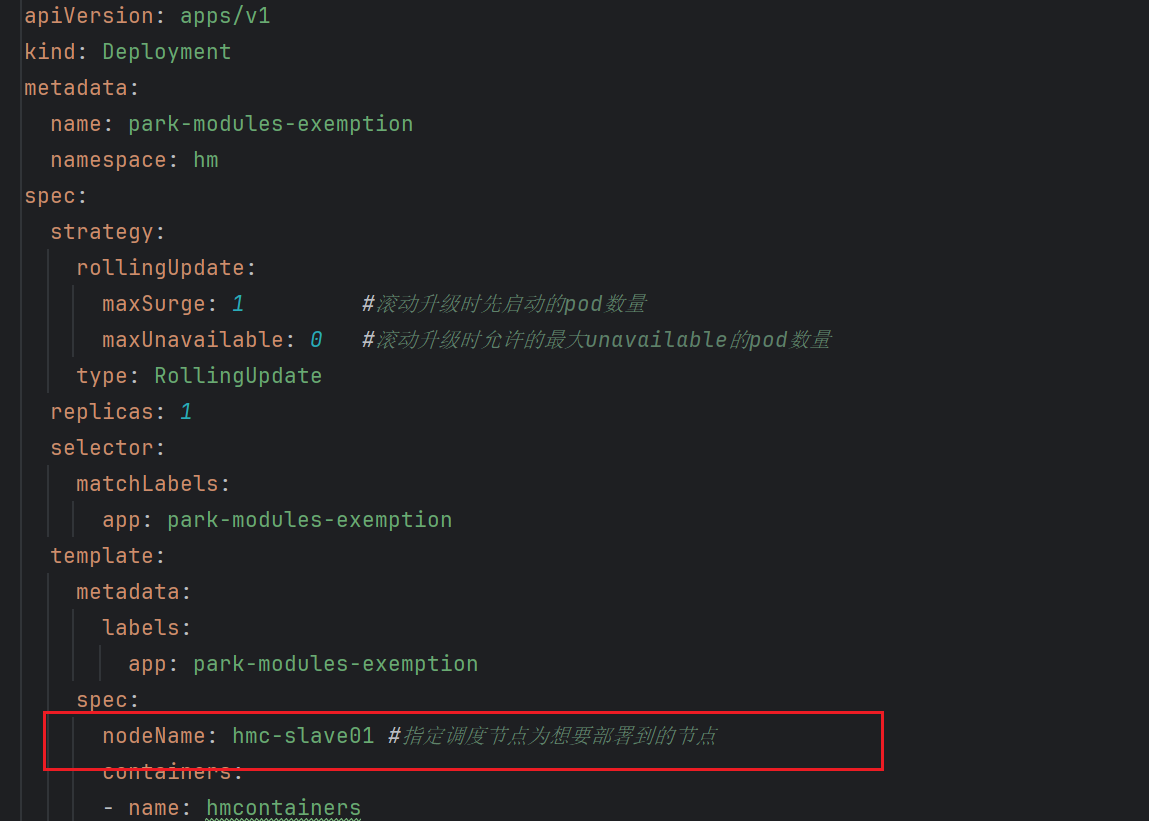 apiVersion: apps/v1
kind: Deployment
metadata:
  name: park-modules-exemption
  namespace: hm
spec:
  strategy:
    rollingUpdate:
      maxSurge: 1         #滚动升级时先启动的pod数量
      maxUnavailable: 0   #滚动升级时允许的最大unavailable的pod数量
    type: RollingUpdate
  replicas: 1
  selector:
    matchLabels:
      app: park-modules-exemption
  template:
    metadata:
      labels:
        app: park-modules-exemption
    spec:
      nodeName: hmc-slave01 #指定调度节点为想要部署到的节点
      containers:
      - name: hmcontainers